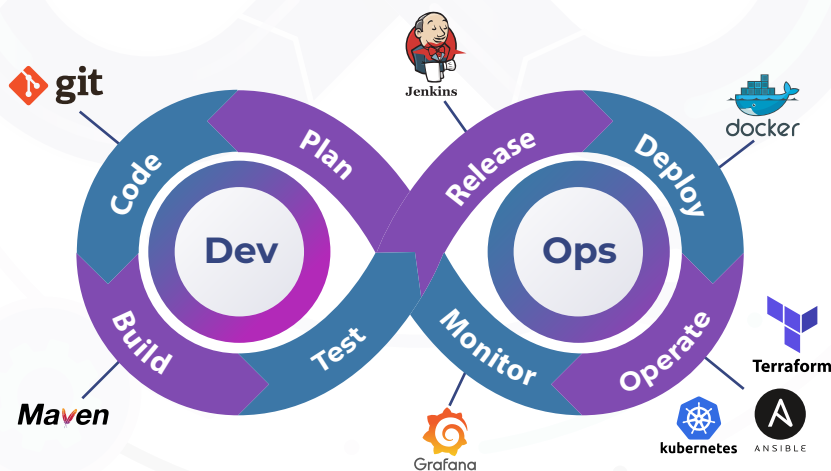 git
Jenkins
docker
Plan
Release
Code
Deploy
Dev
Ops
Build
Test
Monitor
Operate
Terraform
Maven
Grafana
kubernetes
ANSIBLE